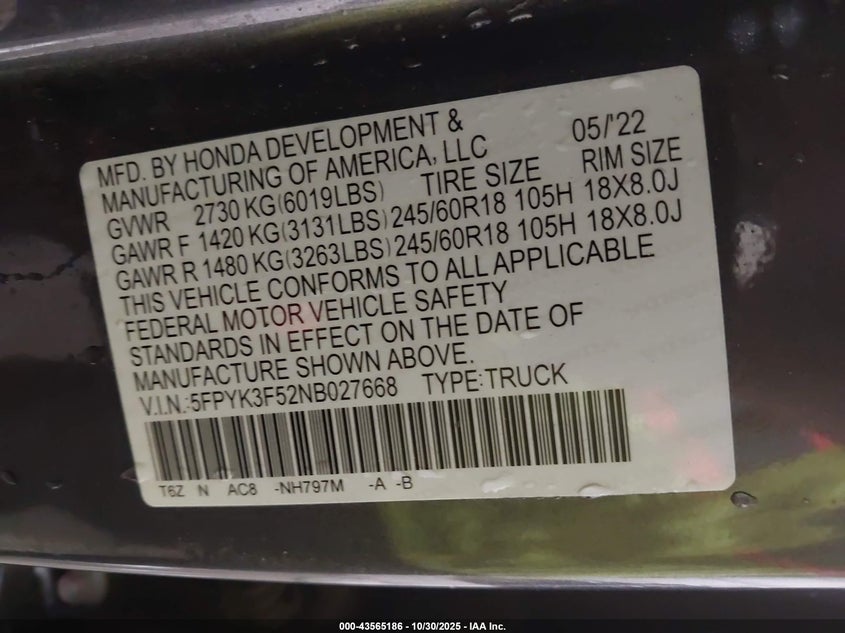 MFD. BY HONDA DEVELOPMENT & 05/'22
MANUFACTURING OF AMERICA, LLC
GVWR 2730 KG(6019LBS) TIRE SIZE RIM SIZE
GAWR F 1420 KG(3131LBS) 245/60R18 105H 18X8.0J
GAWR R 1480 KG(3263LBS) 245/60R18 105H 18X8.0J
THIS VEHICLE CONFORMS TO ALL APPLICABLE
FEDERAL MOTOR VEHICLE SAFETY
STANDARDS IN EFFECT ON THE DATE OF
MANUFACTURE SHOWN ABOVE.
V.I.N.:5FPYK3F52NB027668 TYPE:TRUCK
T6Z N AC8 -NH797M -A -B
000-43565186 - 10/30/2025 - IAA Inc.